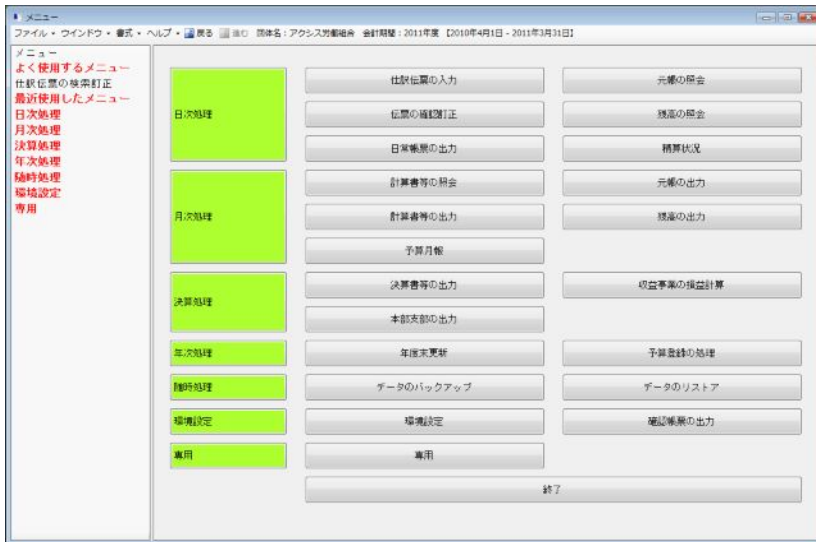 メニュー
ファイル・ ウインドウ・ 書式・ ヘルプ・ 戻る 進む 団体名：アクシス労働組合 会計期間：2011年度 【2010年4月1日 - 2011年3月31日】
メニュー
よく使用するメニュー
仕訳伝票の検索訂正
最近使用したメニュー
日次処理
月次処理
決算処理
年次処理
随時処理
環境設定
専用
日次処理
仕訳伝票の入力
元帳の照会
伝票の確認訂正
残高の照会
日常帳票の出力
精算状況
月次処理
計算書等の照会
元帳の出力
計算書等の出力
残高の出力
予算月報
決算処理
決算書等の出力
収益事業の損益計算
本部支部の出力
年次処理
年度末更新
予算登録の処理
随時処理
データのバックアップ
データのリストア
環境設定
環境設定
確認帳票の出力
専用
専用
終了